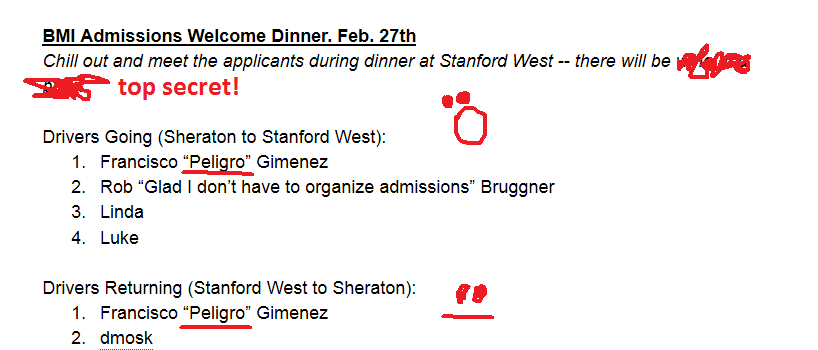 BMI Admissions Welcome Dinner. Feb. 27th
Chill out and meet the applicants during dinner at Stanford West -- there will be
top secret!
Drivers Going (Sheraton to Stanford West):
1. Francisco “Peligro” Gimenez
2. Rob “Glad I don’t have to organize admissions” Bruggner
3. Linda
4. Luke
Drivers Returning (Stanford West to Sheraton):
1. Francisco “Peligro” Gimenez
2. dmosk